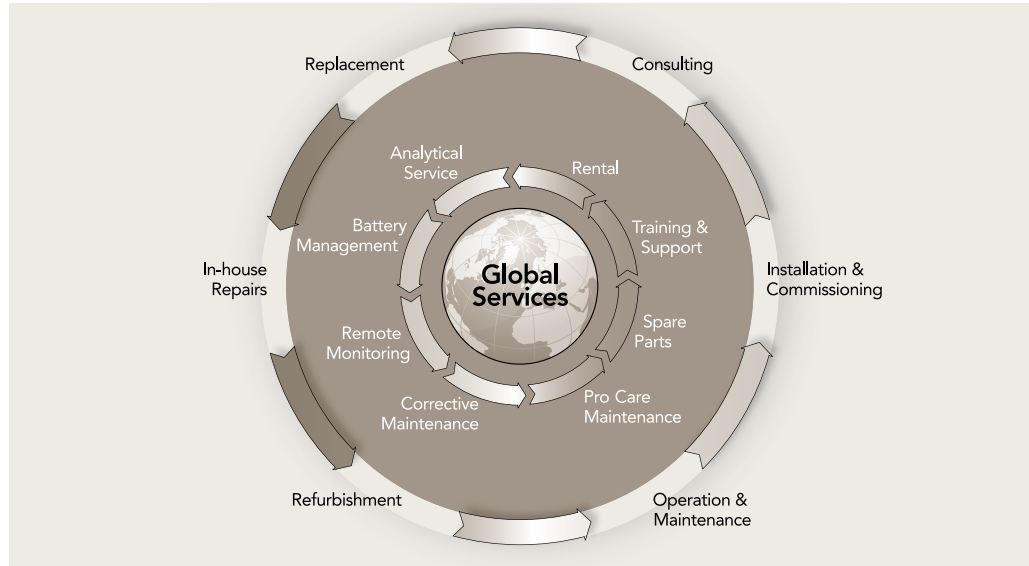 Replacement
Consulting
Analytical
Service
Rental
Battery
Management
Training &
Support
In-house
Repairs
Global
Services
Installation &
Commissioning
Remote
Monitoring
Spare
Parts
Corrective
Maintenance
Pro Care
Maintenance
Refurbishment
Operation &
Maintenance